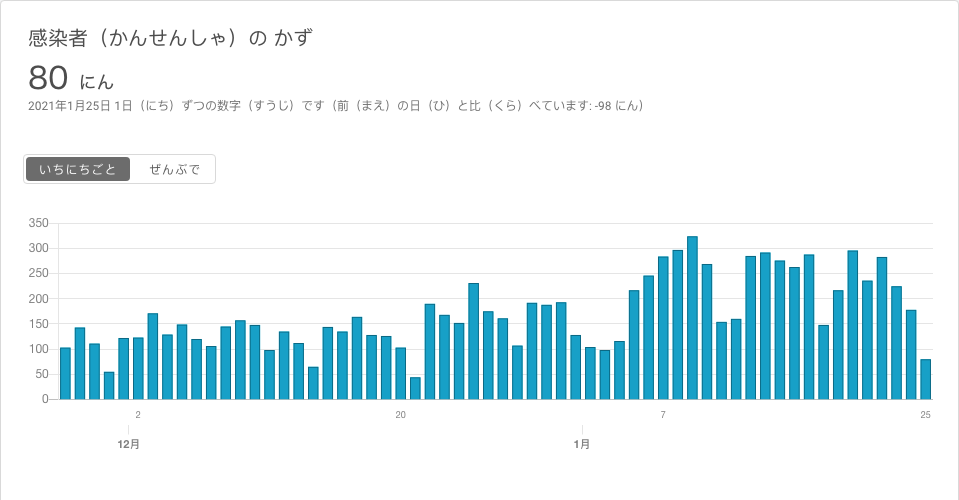 感染者（かんせんしゃ）の かず
80 にん
2021年1月25日 1日（にち）ずつの数字（すうじ）です（前（まえ）の日（ひ）と比（くら）べています: -98 にん）
いちにちごと ぜんぶで
350
300
250
200
150
100
50
0
2 20 7 25
12月 1月